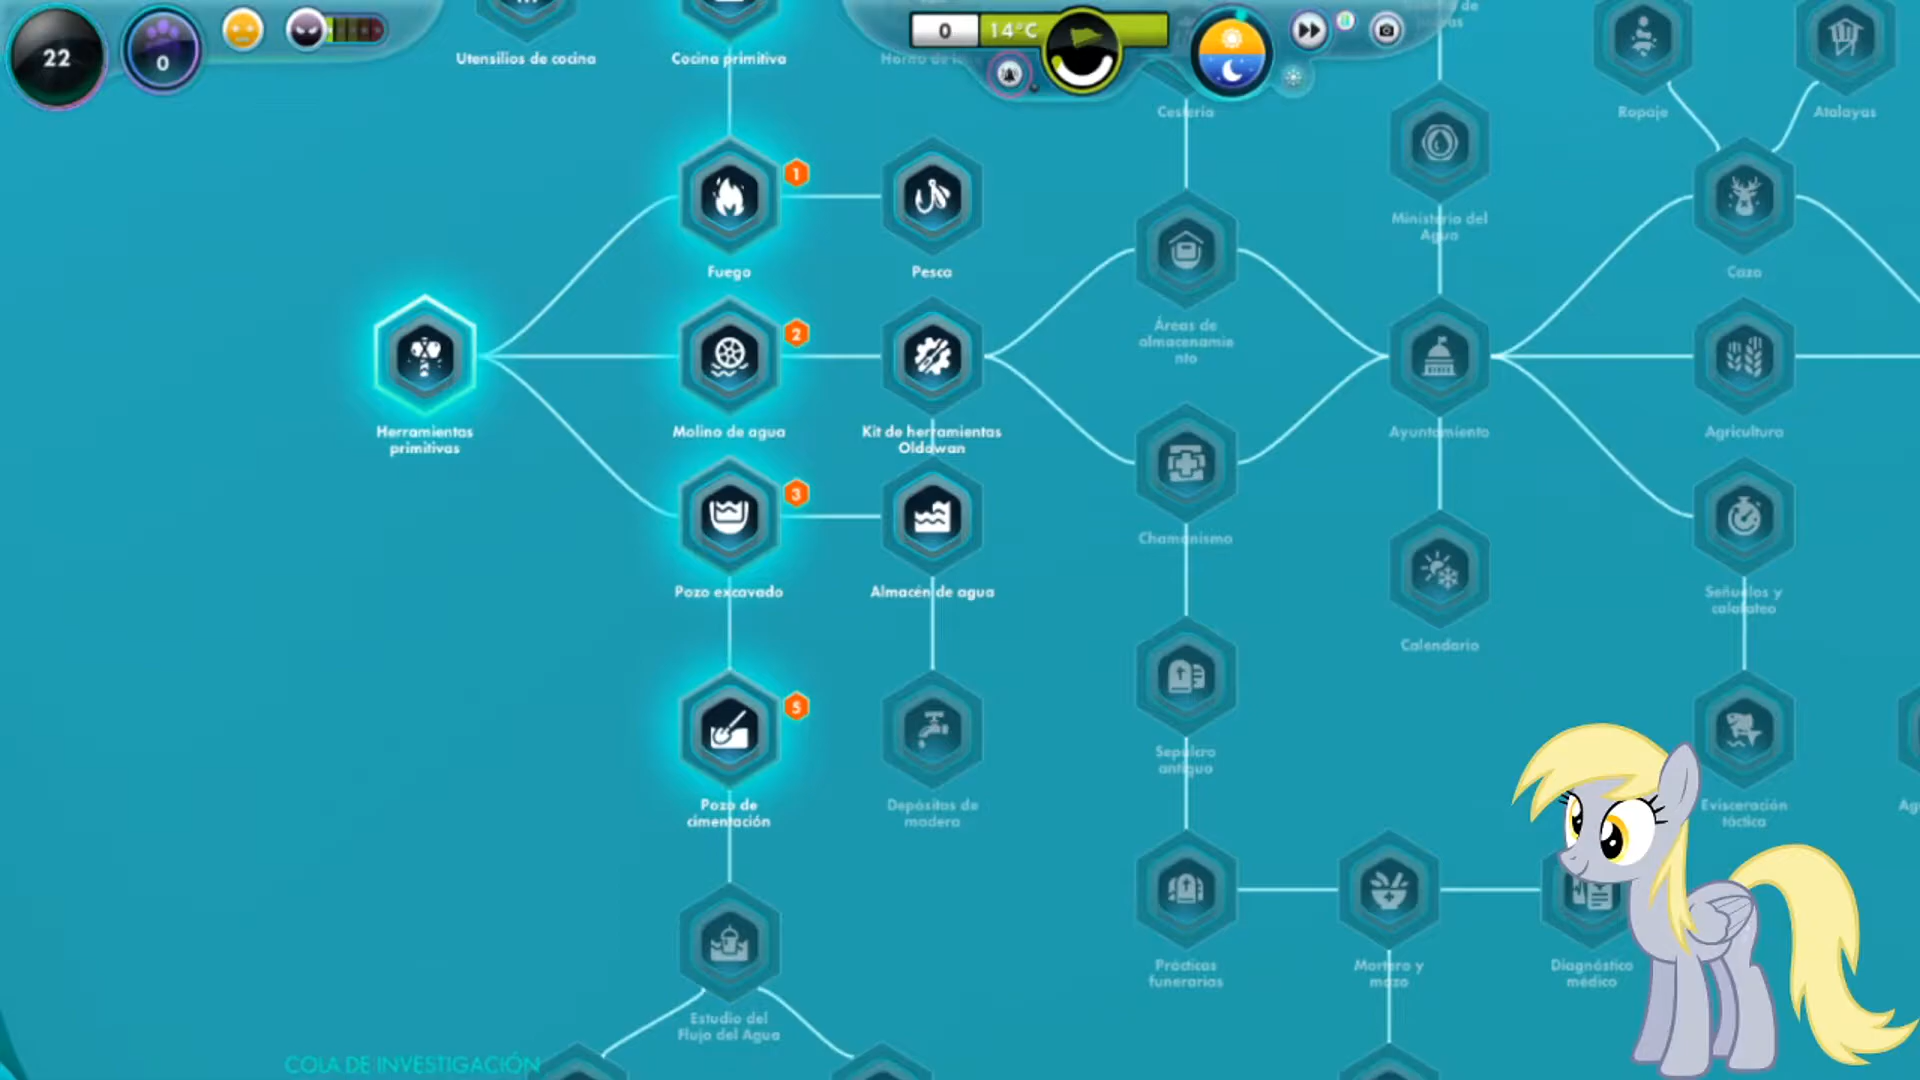 22
0
0
14°C
Utensilios de cocina
Cocina primitiva
Cestería
Ropaje
Atalayas
1
Ministerio del
Agua
Fuego
Pesca
Caza
2
Áreas de
almacenamie
nto
Herramientas
primitivas
Molino de agua
Kit de herramientas
Oldowan
Ayuntamiento
Agricultura
3
Chamanismo
Pozo excavado
Almacén de agua
Señuelos y
calafateo
Calendario
5
Sepulcro
antiguo
Pozo de
cimentación
Depósitos de
madera
Evisceración
táctica
Prácticas
funerarias
Mortero y
mazo
Diagnóstico
médico
Estudio del
Flujo del Agua
COLA DE INVESTIGACIÓN